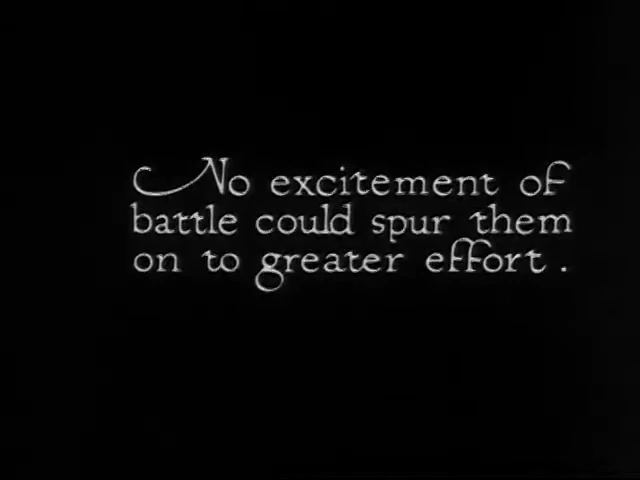 No excitement of
battle could spur them
on to greater effort.